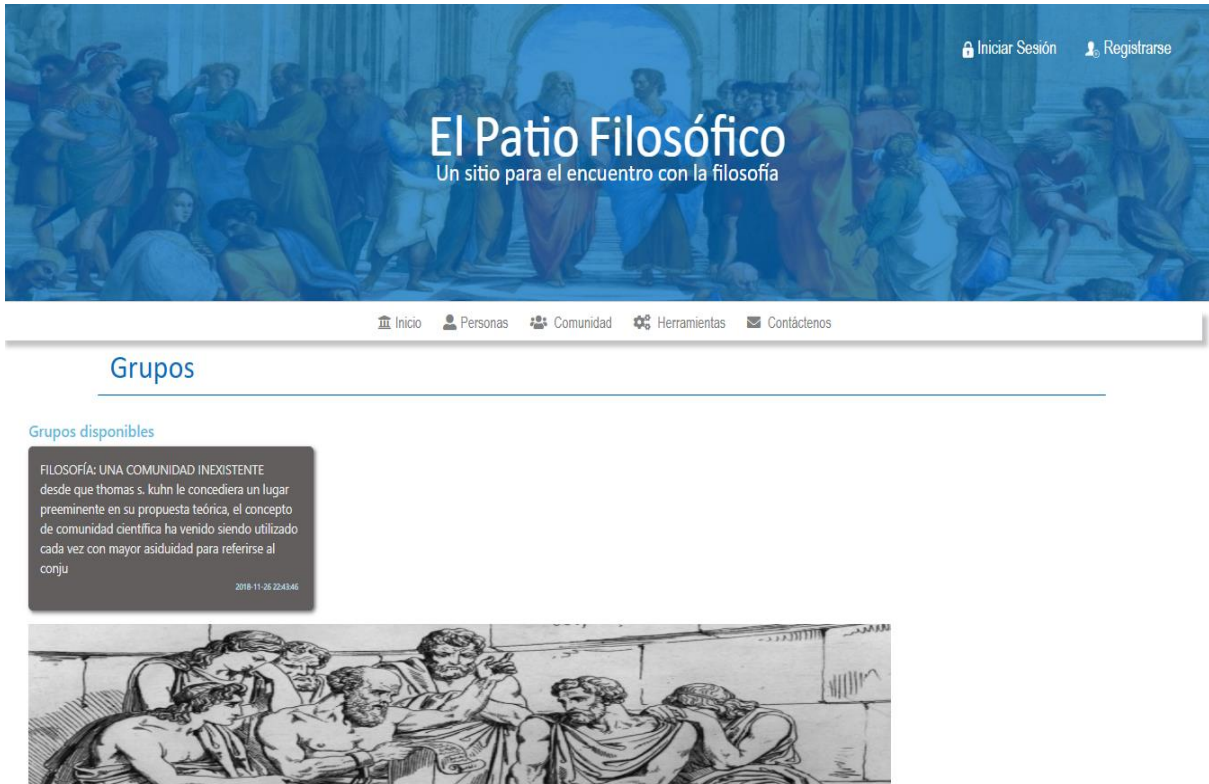 Iniciar Sesión Registrarse
El Patio Filosófico
Un sitio para el encuentro con la filosofía
Inicio Personas Comunidad Herramientas Contáctenos
Grupos
Grupos disponibles
FILOSOFÍA: UNA COMUNIDAD INEXISTENTE
desde que thomas s. kuhn le concediera un lugar
preeminente en su propuesta teórica, el concepto
de comunidad científica ha venido siendo utilizado
cada vez con mayor asiduidad para referirse al
conju
2018-11-26 22:43:46